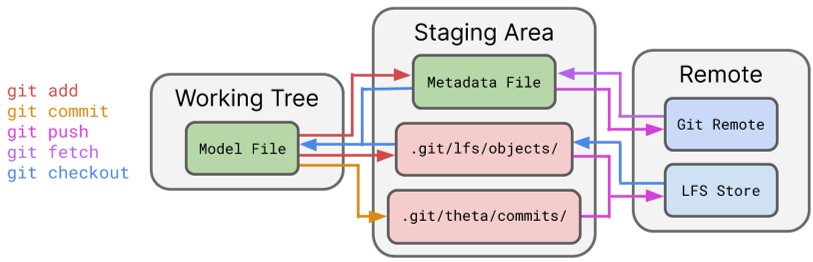 git add
git commit
git push
git fetch
git checkout
Working Tree
Model File
Staging Area
Metadata File
.git/lfs/objects/
.git/theta/commits/
Remote
Git Remote
LFS Store